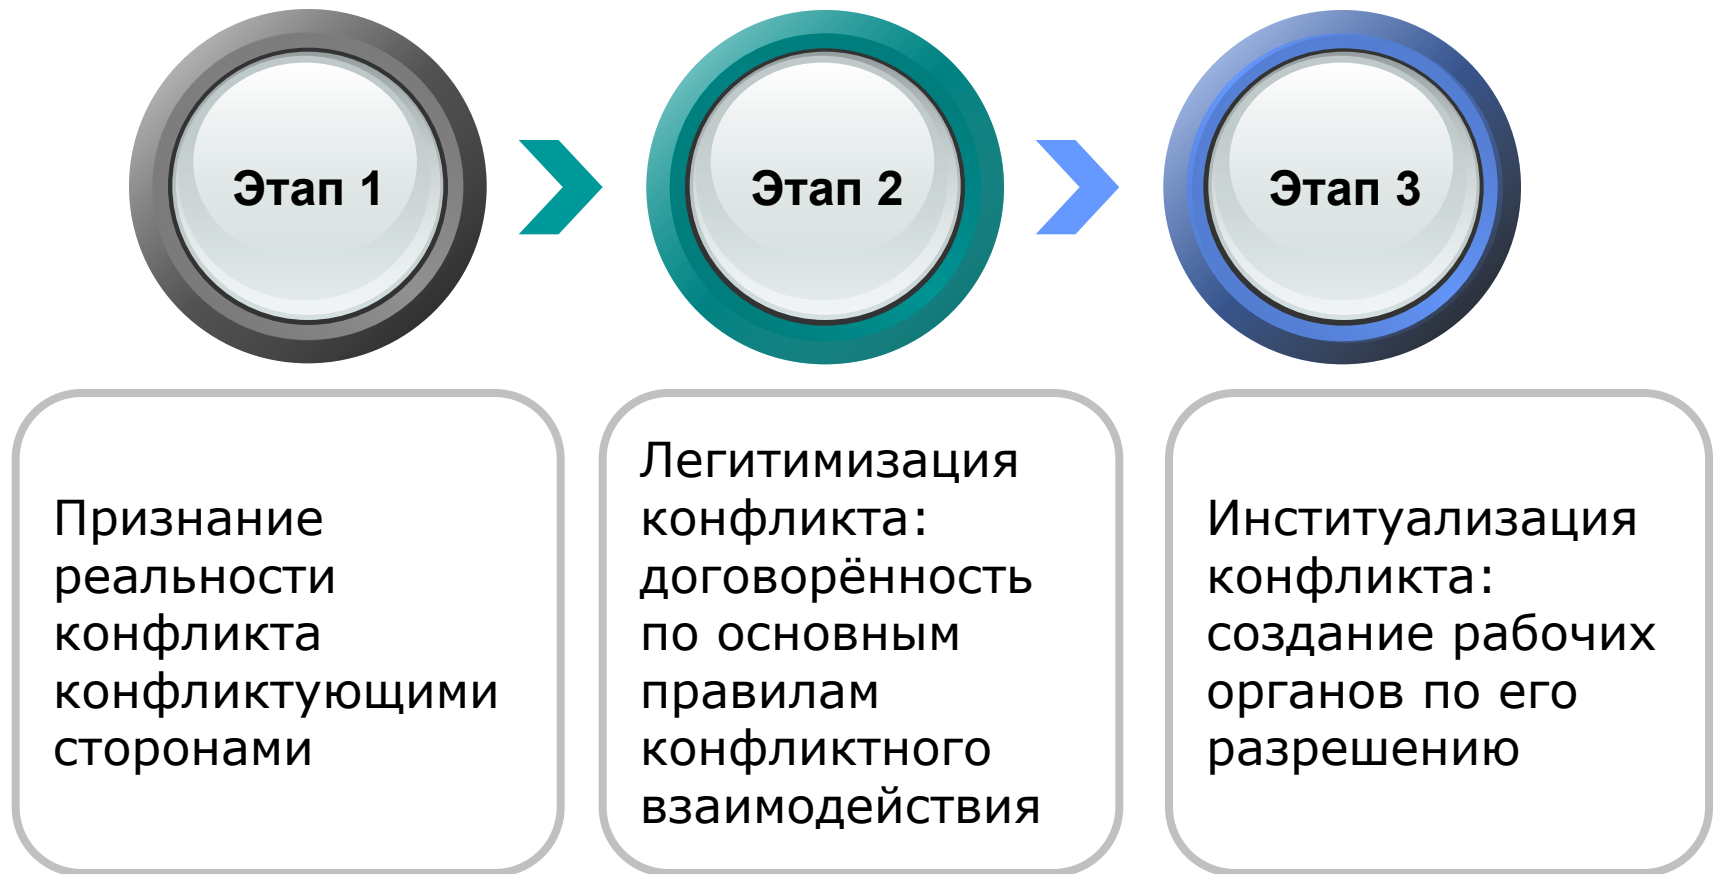 Этап 1
Этап 2
Этап 3
Признание
реальности
конфликта
конфликтующими
сторонами
Легитимизация
конфликта:
договорённость
по основным
правилам
конфликтного
взаимодействия
Институализация
конфликта:
создание рабочих
органов по его
разрешению